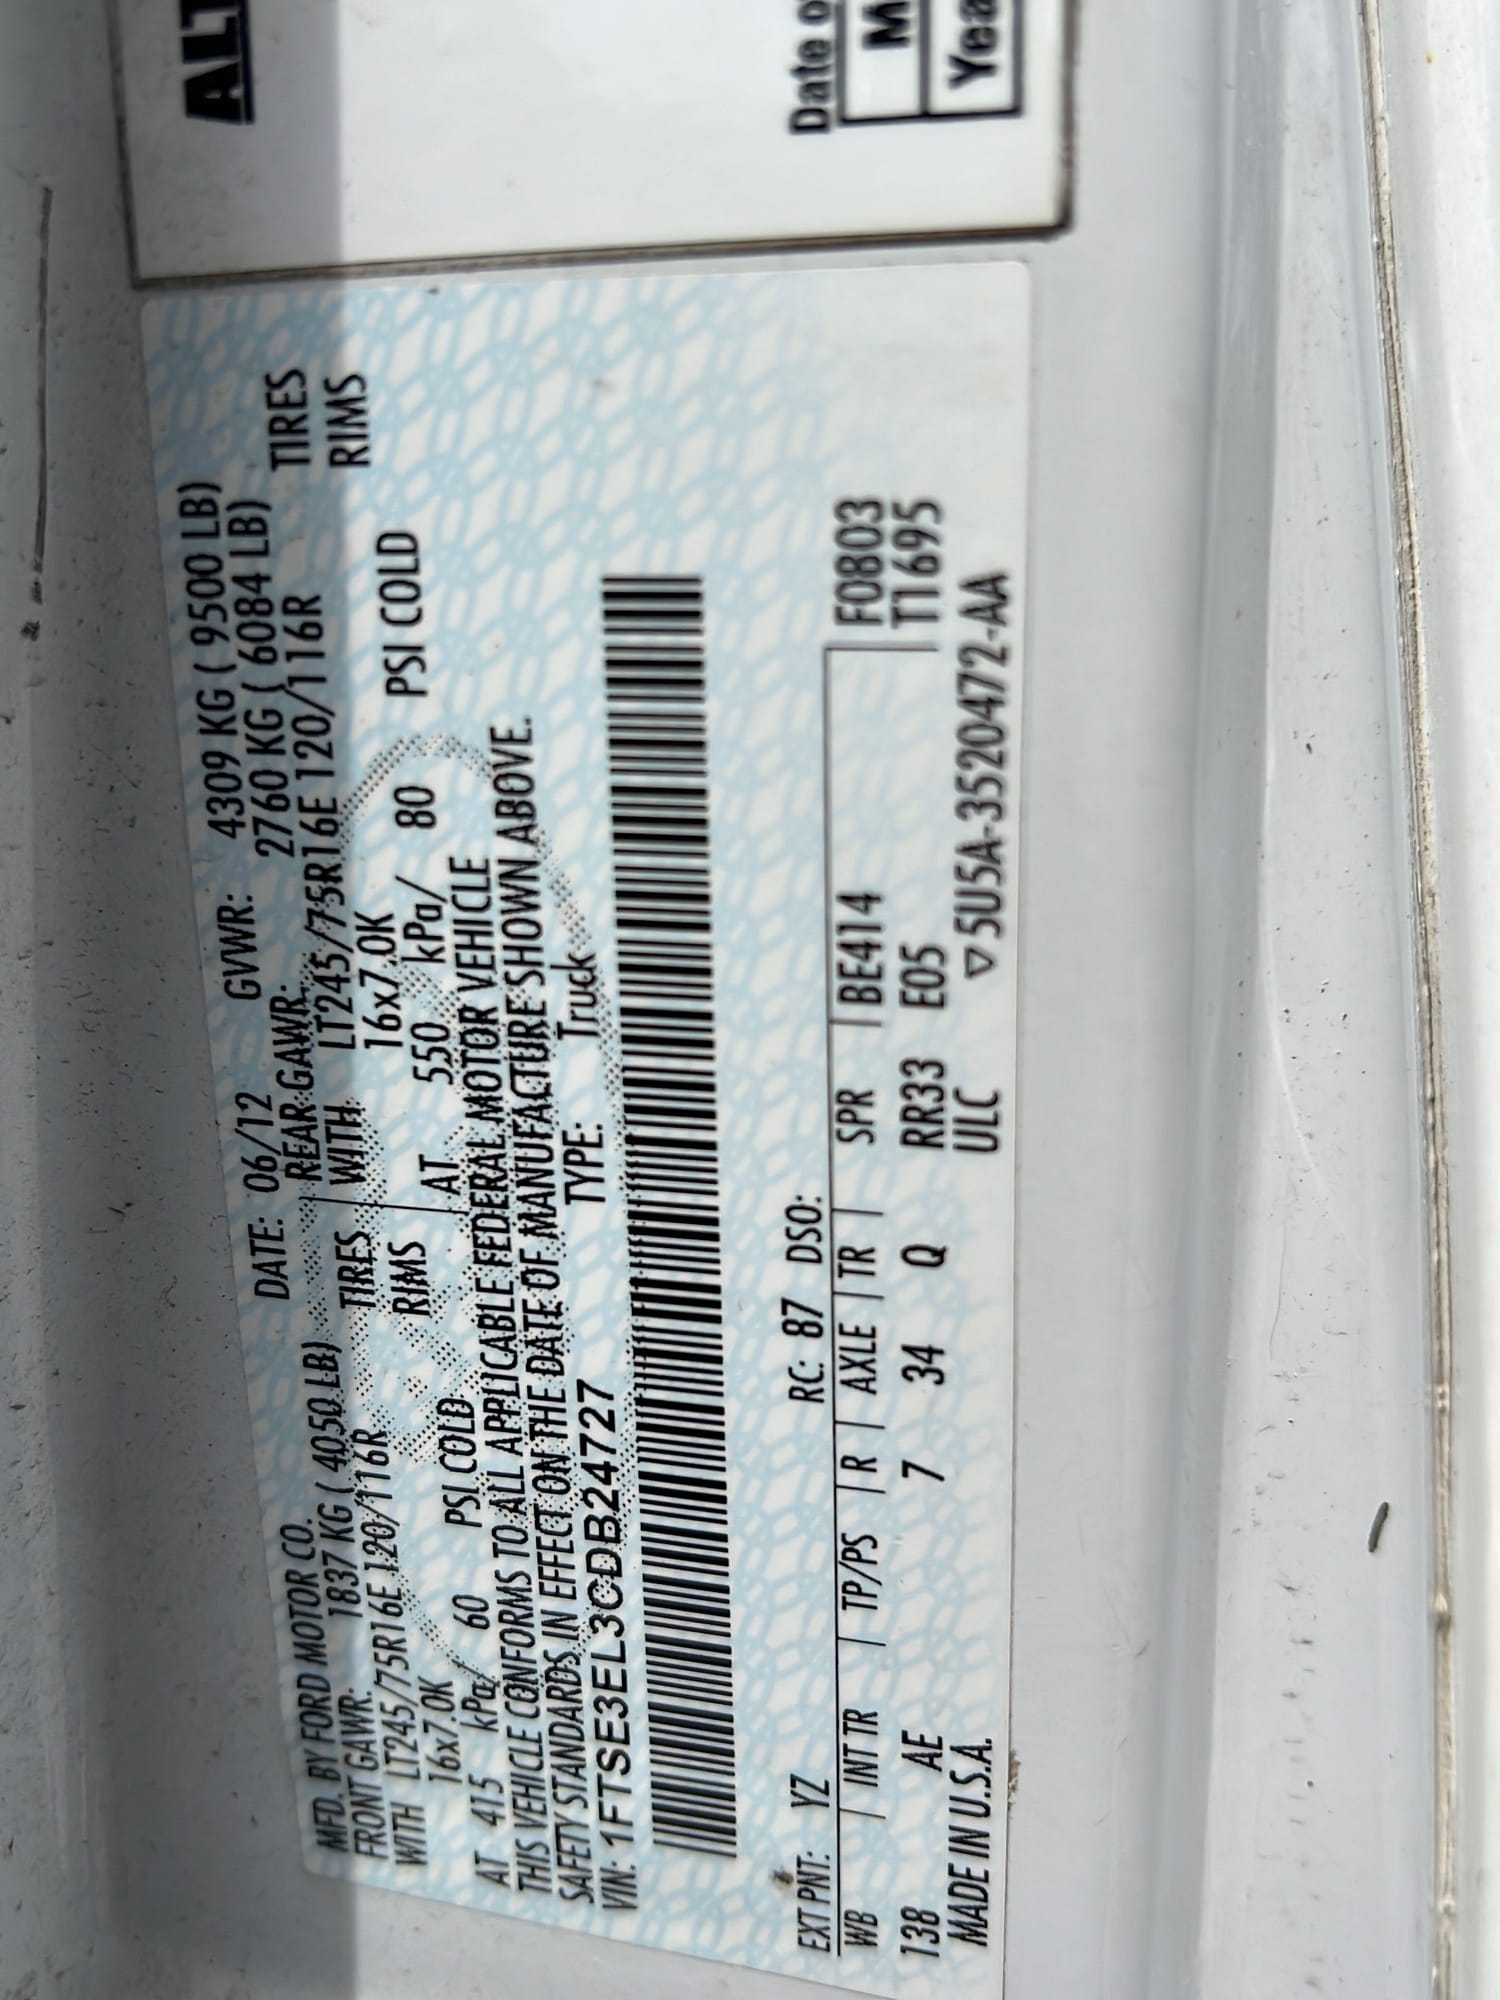 MFD. BY FORD MOTOR CO.
DATE: 06/12 GVWR: 4309 KG ( 9500 LB)
FRONT GAWR: 1837 KG ( 4050 LB) REAR GAWR: 2760 KG ( 6084 LB)
WITH LT245/75R16E 120/116R TIRES WITH LT245/75R16E 120/116R TIRES
16x7.0K RIMS 16x7.0K RIMS
AT 415 kPa/ 60 PSI COLD AT 550 kPa/ 80 PSI COLD
THIS VEHICLE CONFORMS TO ALL APPLICABLE FEDERAL MOTOR VEHICLE
SAFETY STANDARDS IN EFFECT ON THE DATE OF MANUFACTURE SHOWN ABOVE.
VIN: 1FTSE3EL3CDB24727 TYPE: Truck
EXT PNT: YZ RC: 87 DSO:
WB | INT TR | TP/PS | R | AXLE | TR | SPR | BE414 F0803
138 AE 7 34 Q RR33 E05 T1695
MADE IN U.S.A. ULC ▽5U5A-3520472-AA
ALT
Date o
M
Yea